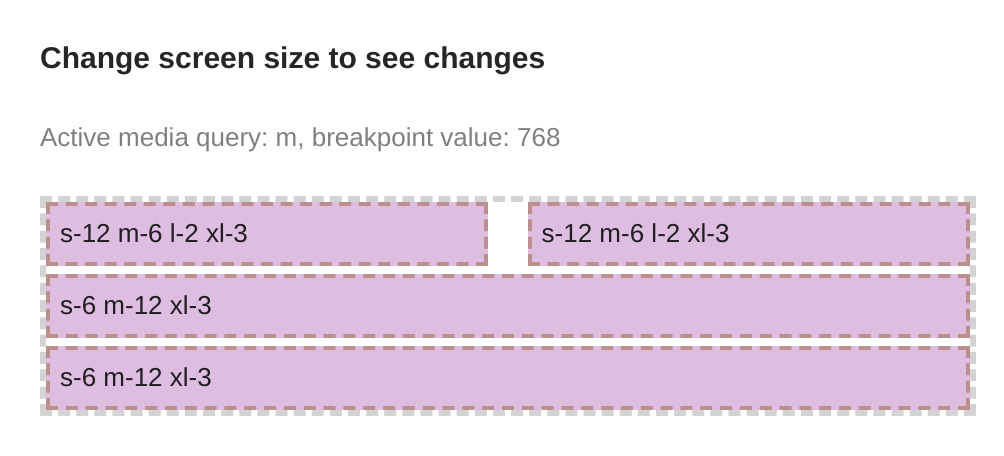 Change screen size to see changes
Active media query: m, breakpoint value: 768
s-12 m-6 l-2 xl-3
s-12 m-6 l-2 xl-3
s-6 m-12 xl-3
s-6 m-12 xl-3